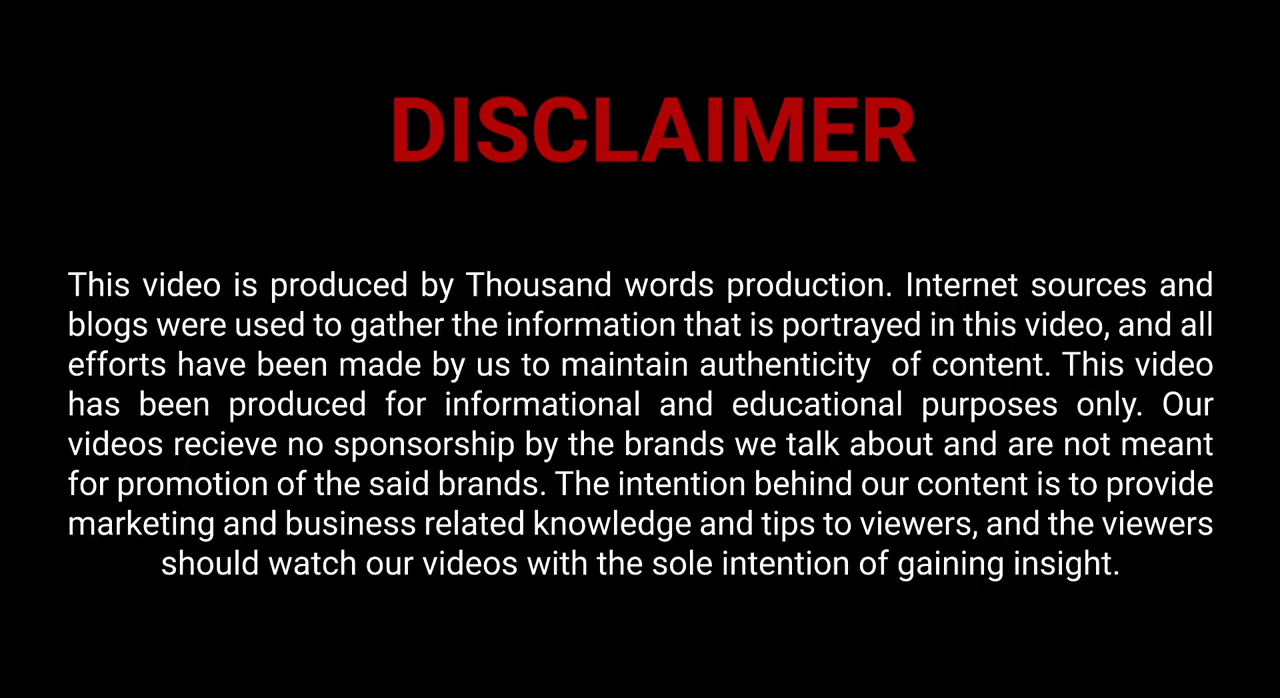 DISCLAIMER
This video is produced by Thousand words production. Internet sources and
blogs were used to gather the information that is portrayed in this video, and all
efforts have been made by us to maintain authenticity  of content. This video
has been produced for informational and educational purposes only. Our
videos recieve no sponsorship by the brands we talk about and are not meant
for promotion of the said brands. The intention behind our content is to provide
marketing and business related knowledge and tips to viewers, and the viewers
should watch our videos with the sole intention of gaining insight.